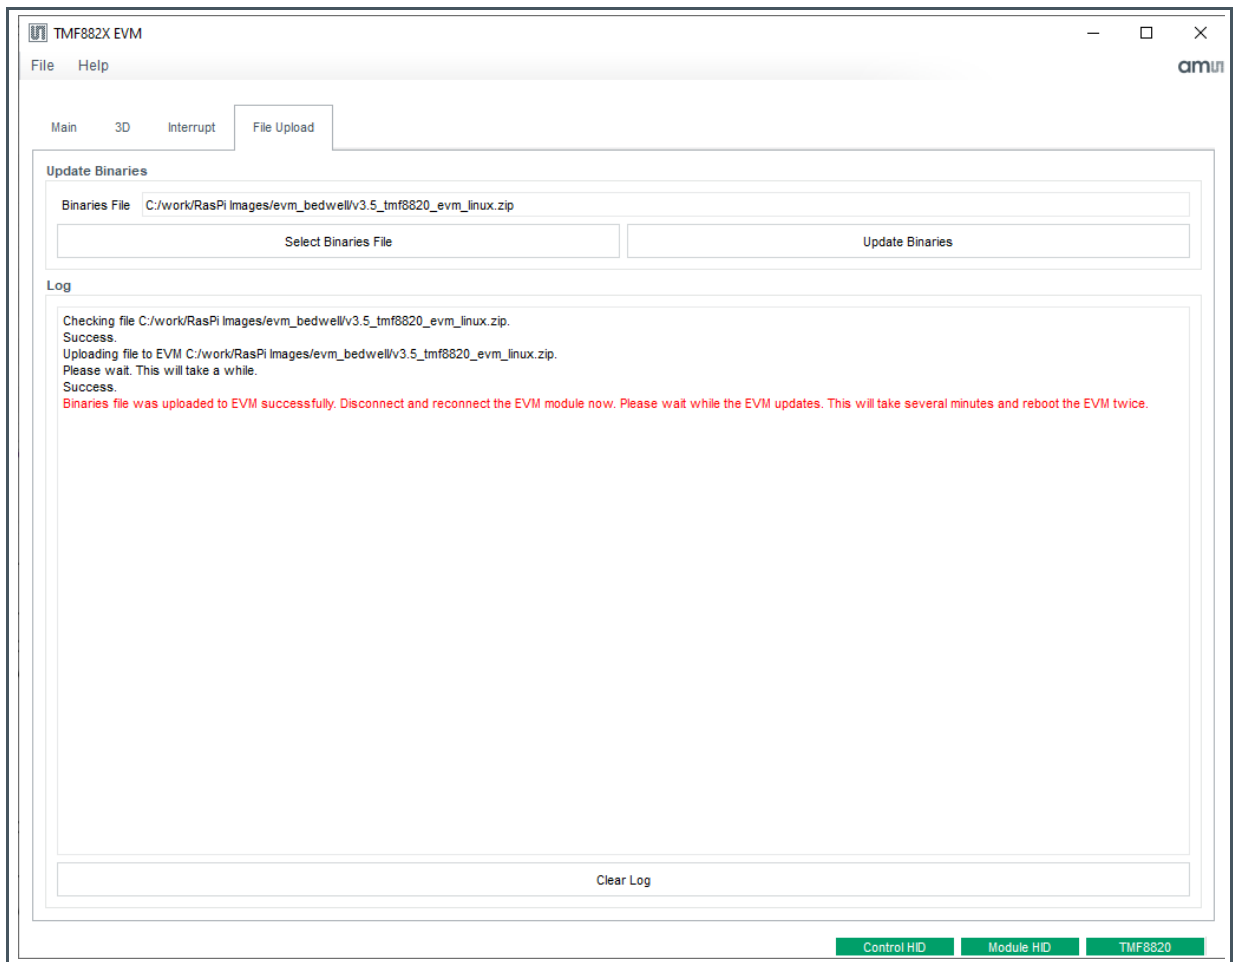 TMF882X EVM
File Help
am
Main 3D Interrupt File Upload
Update Binaries
Binaries File C:/work/RasPi Images/evm_bedwell/v3.5_tmf8820_evm_linux.zip
Select Binaries File Update Binaries
Log
Checking file C:/work/RasPi Images/evm_bedwell/v3.5_tmf8820_evm_linux.zip.
Success.
Uploading file to EVM C:/work/RasPi Images/evm_bedwell/v3.5_tmf8820_evm_linux.zip.
Please wait. This will take a while.
Success.
Binaries file was uploaded to EVM successfully. Disconnect and reconnect the EVM module now. Please wait while the EVM updates. This will take several minutes and reboot the EVM twice.
Clear Log
Control HID Module HID TMF8820